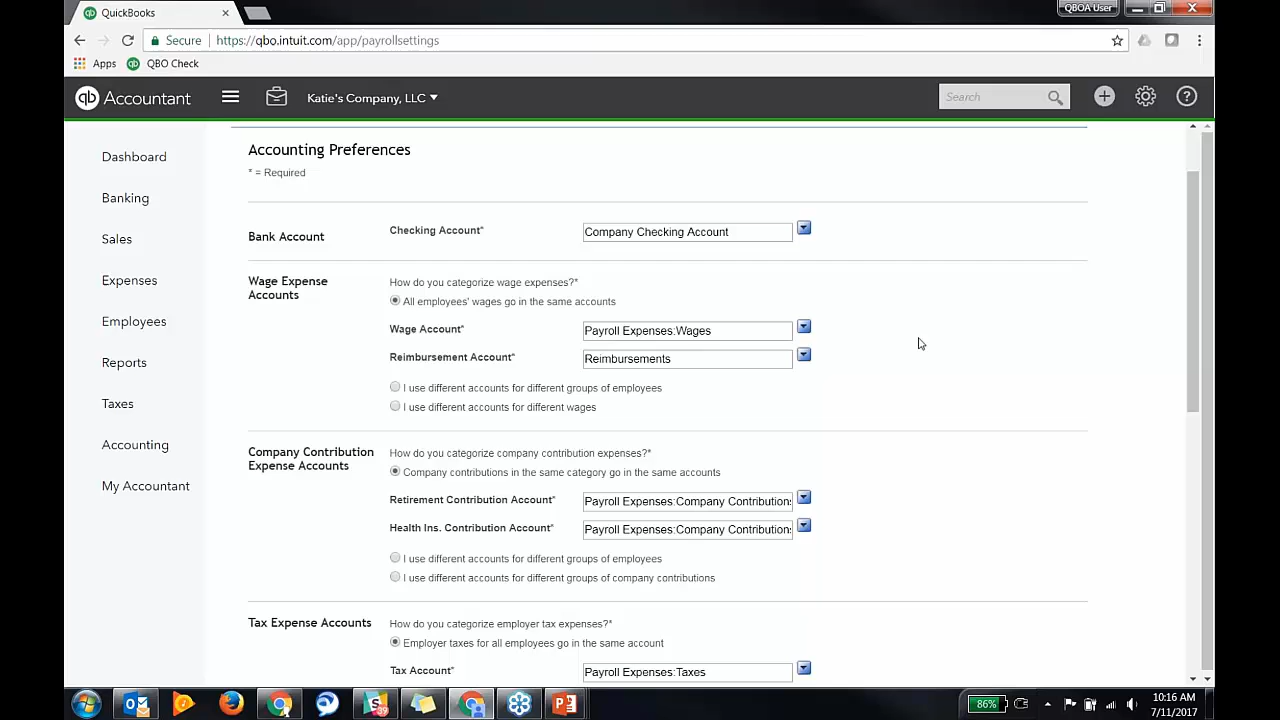 QuickBooks
QBOA User
Secure
https://qbo.intuit.com/app/payrollsettings
Apps
QBO Check
qb Accountant
Katie's Company, LLC
Search
Dashboard
Banking
Sales
Expenses
Employees
Reports
Taxes
Accounting
My Accountant
Accounting Preferences
* = Required
Bank Account
Checking Account*
Company Checking Account
Wage Expense
Accounts
How do you categorize wage expenses?*
All employees' wages go in the same accounts
Wage Account*
Payroll Expenses:Wages
Reimbursement Account*
Reimbursements
I use different accounts for different groups of employees
I use different accounts for different wages
Company Contribution
Expense Accounts
How do you categorize company contribution expenses?*
Company contributions in the same category go in the same accounts
Retirement Contribution Account*
Payroll Expenses:Company Contributions
Health Ins. Contribution Account*
Payroll Expenses:Company Contributions
I use different accounts for different groups of employees
I use different accounts for different groups of company contributions
Tax Expense Accounts
How do you categorize employer tax expenses?*
Employer taxes for all employees go in the same account
Tax Account*
Payroll Expenses:Taxes
86%
10:16 AM
7/11/2017